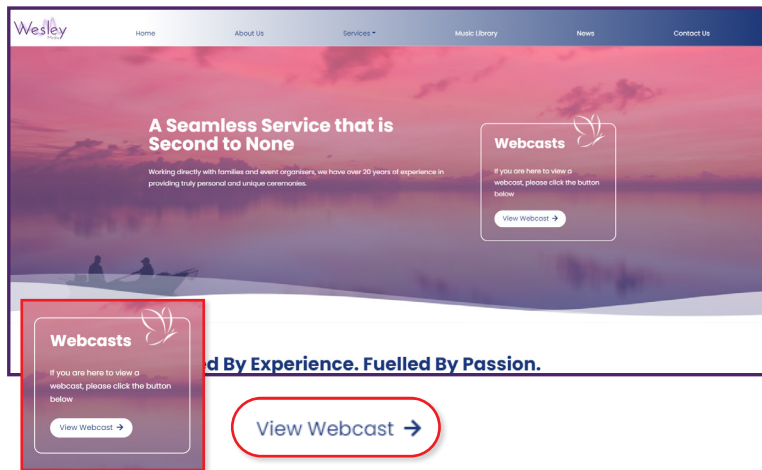 Wesley
Media
Home About Us Services Music Library News Contact Us
A Seamless Service that is
Second to None
Working directly with families and event organisers, we have over 20 years of experience in
providing truly personal and unique ceremonies.
Webcasts
If you are here to view a
webcast, please click the button
below
View Webcast →
d By Experience. Fuelled By Passion.
Webcasts
If you are here to view a
webcast, please click the button
below
View Webcast →
View Webcast →